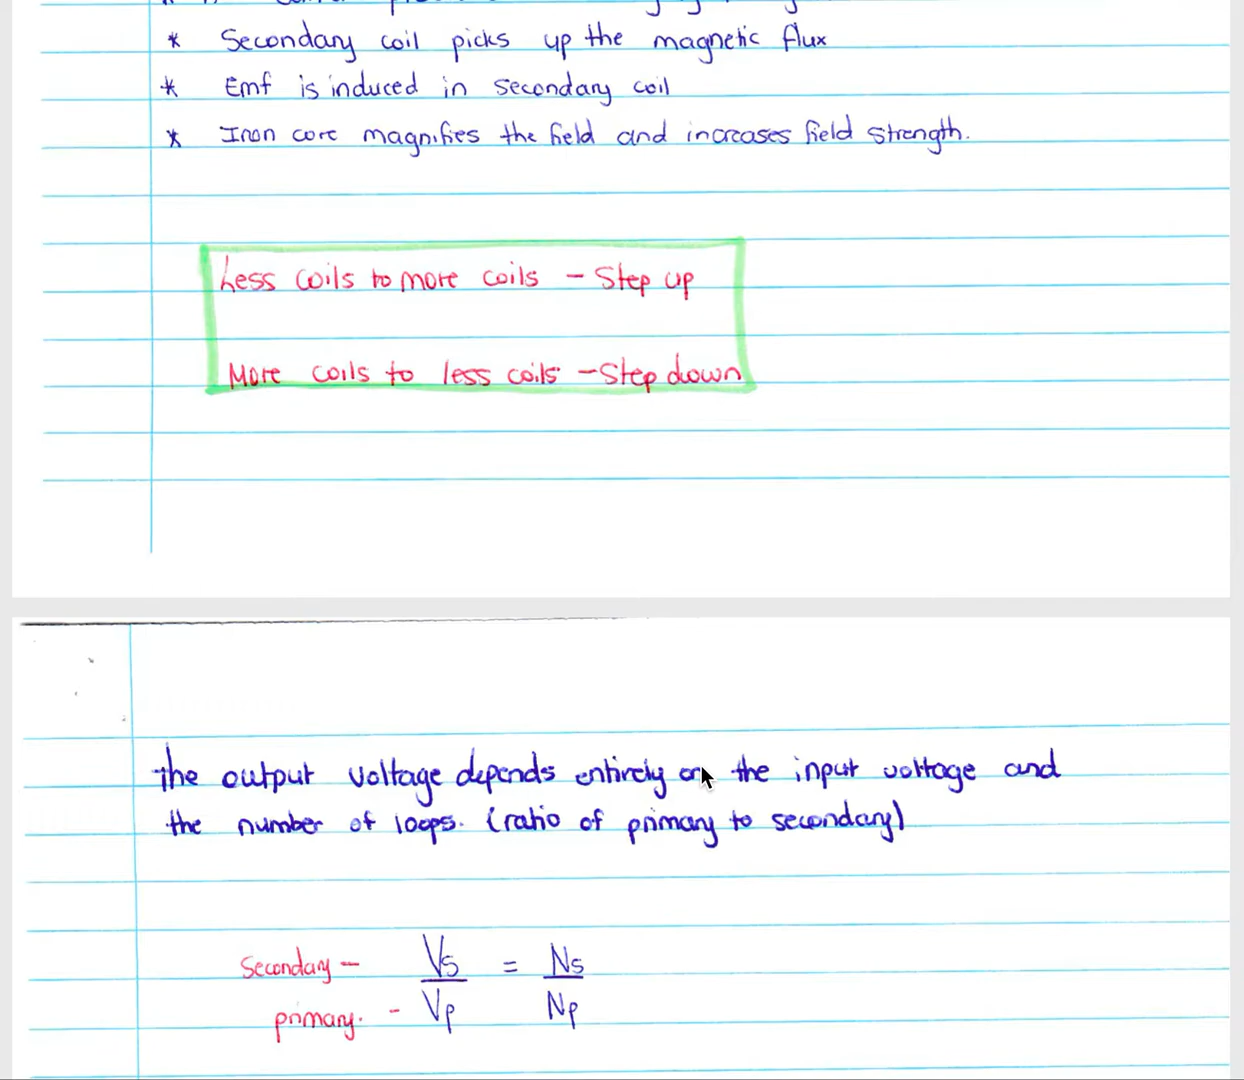 * Secondary coil picks up the magnetic flux
* Emf is induced in secondary coil
* Iron core magnifies the field and increases field strength.
Less coils to more coils - Step up
More coils to less coils - Step down
The output voltage depends entirely on the input voltage and
the number of loops. (ratio of primary to secondary)
Secondary - Vs = Ns
primary. - Vp Np